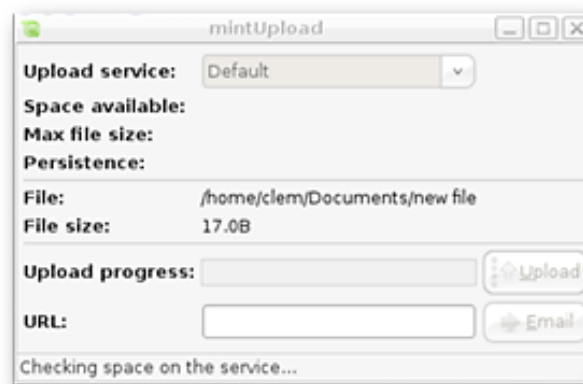 mintUpload
Upload service: Default
Space available:
Max file size:
Persistence:
File: /home/clem/Documents/new file
File size: 17.0B
Upload progress: Upload
URL: Email
Checking space on the service...